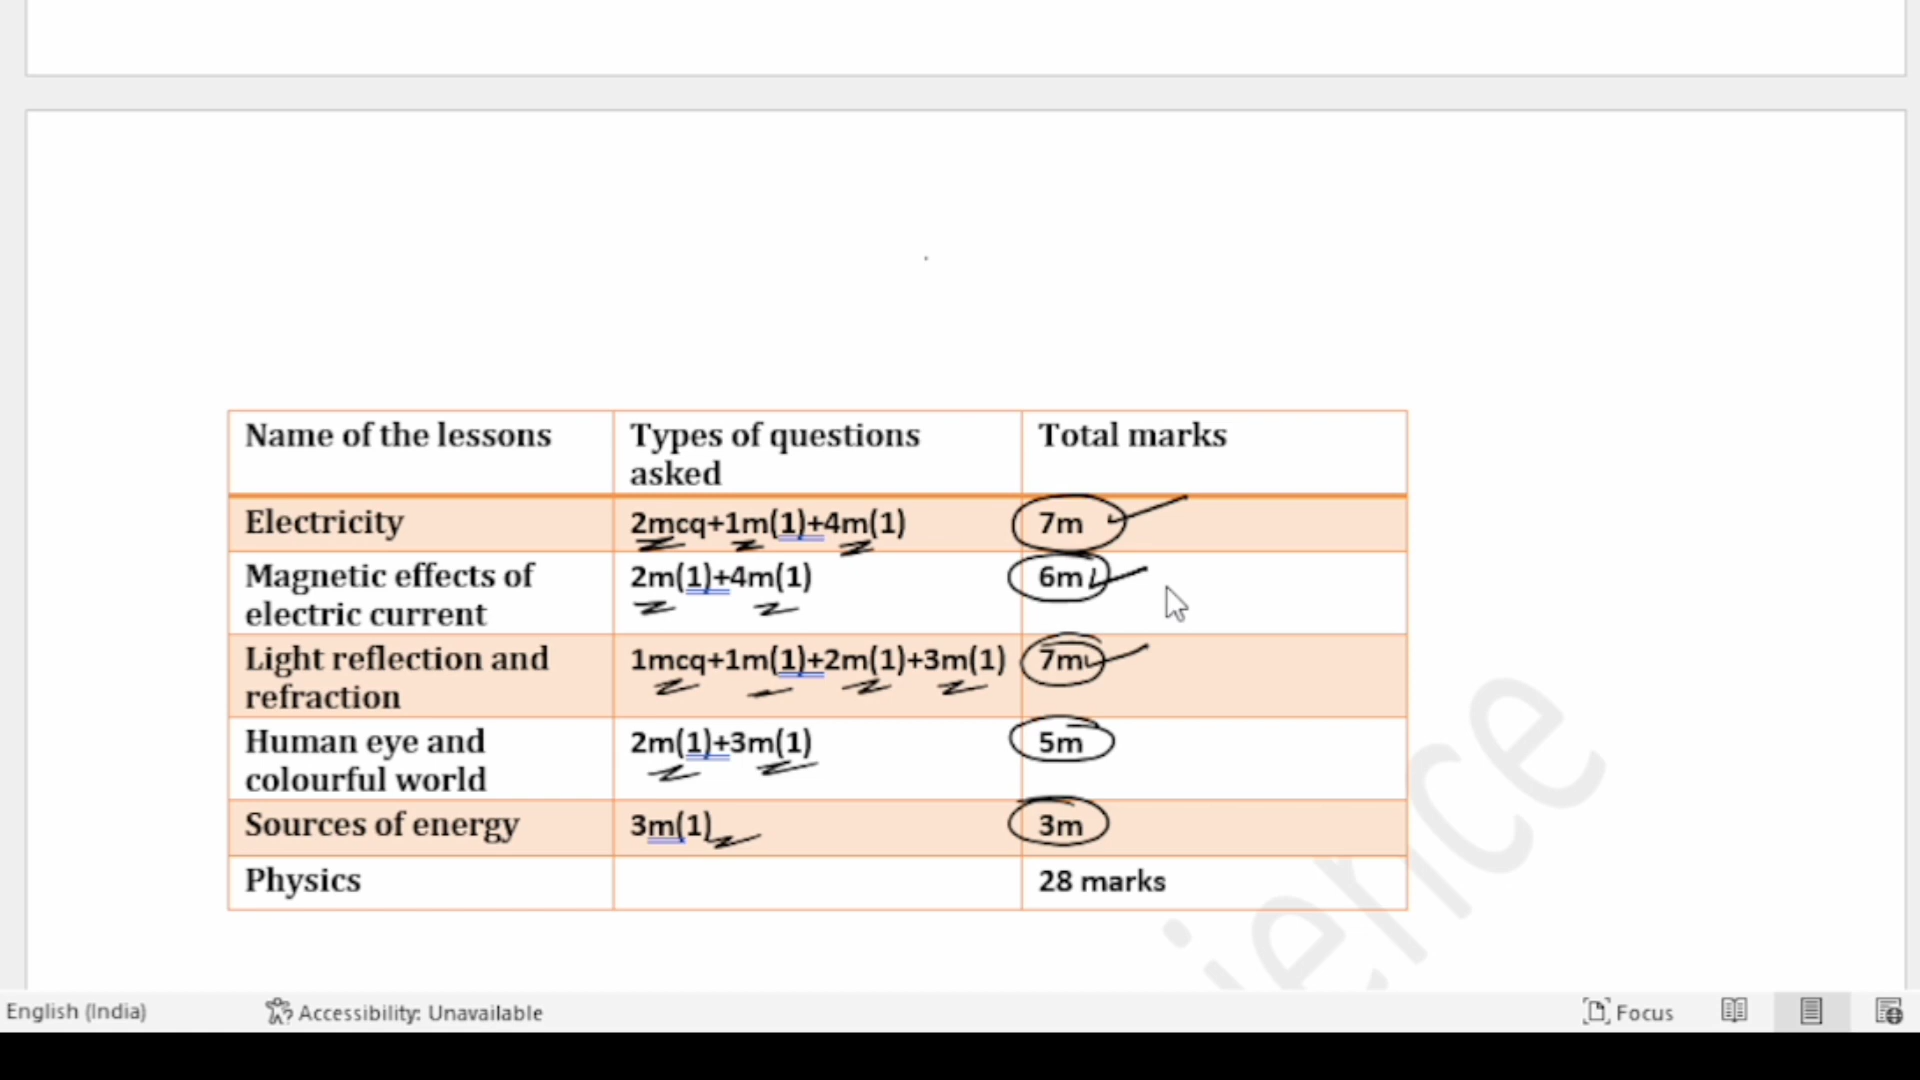 Name of the lessons
Types of questions
asked
Total marks
Electricity
2mcq+1m(1)+4m(1)
7m
Magnetic effects of
electric current
2m(1)+4m(1)
6m
Light reflection and
refraction
1mcq+1m(1)+2m(1)+3m(1)
7m
Human eye and
colourful world
2m(1)+3m(1)
5m
Sources of energy
3m(1)
3m
Physics
28 marks
English (India)
Accessibility: Unavailable
Focus